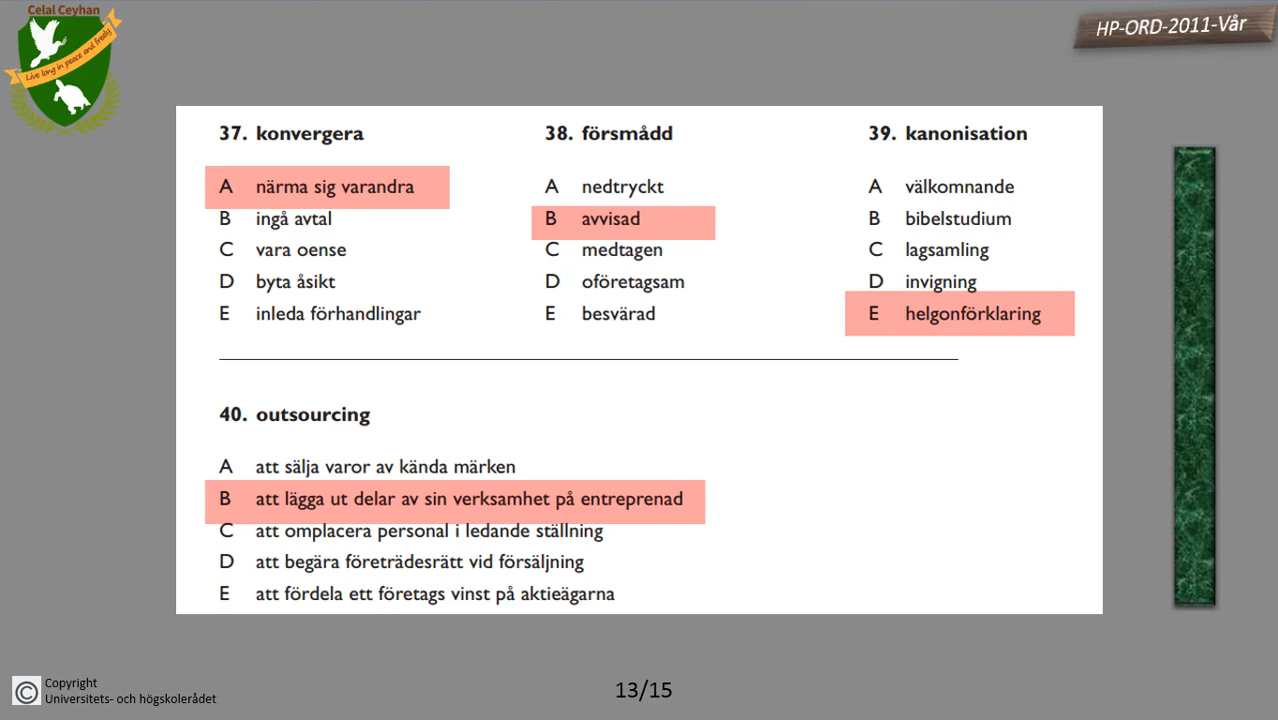 Celal Ceyhan
Live long in peace and freely
HP-ORD-2011-Vår
37. konvergera
A närma sig varandra
B ingå avtal
C vara oense
D byta åsikt
E inleda förhandlingar
38. försmådd
A nedtryckt
B avvisad
C medtagen
D oföretagsam
E besvärad
39. kanonisation
A välkomnande
B bibelstudium
C lagsamling
D invigning
E helgonförklaring
40. outsourcing
A att sälja varor av kända märken
B att lägga ut delar av sin verksamhet på entreprenad
C att omplacera personal i ledande ställning
D att begära företrädesrätt vid försäljning
E att fördela ett företags vinst på aktieägarna
© Copyright
Universitets- och högskolerådet
13/15